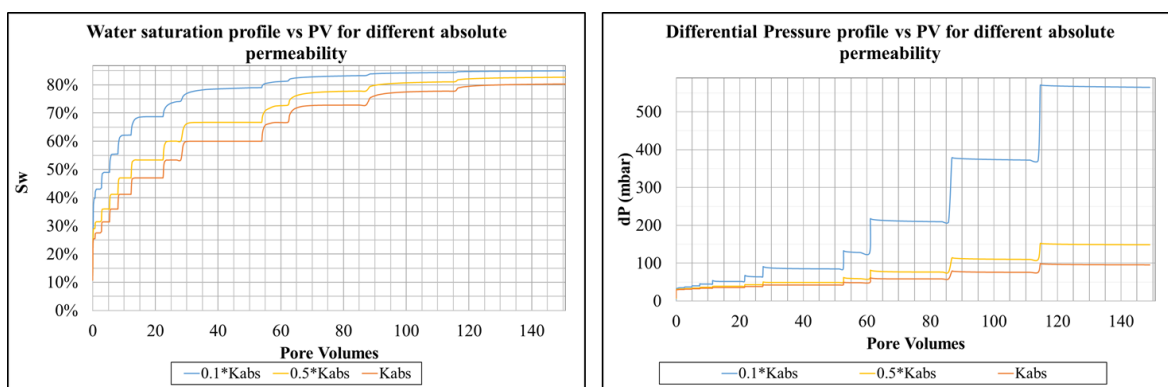 Water saturation profile vs PV for different absolute
permeability
Sw
80%
70%
60%
50%
40%
30%
20%
10%
0%
0 20 40 60 80 100 120 140
Pore Volumes
0.1*Kabs 0.5*Kabs Kabs
Differential Pressure profile vs PV for different absolute
permeability
dP (mbar)
500
400
300
200
100
0
0 20 40 60 80 100 120 140
Pore Volumes
0.1*Kabs 0.5*Kabs Kabs